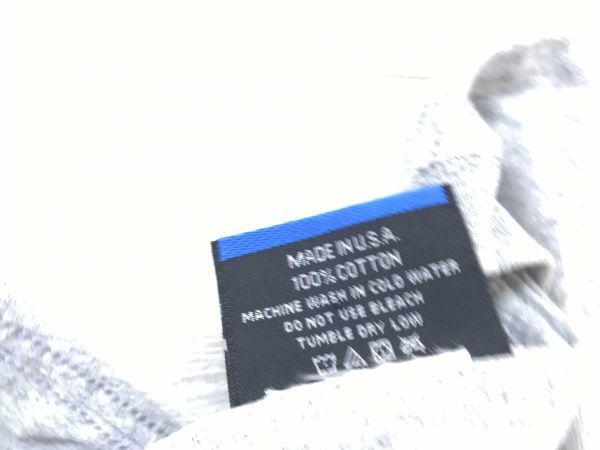 MADE IN U.S.A.
100% COTTON
MACHINE WASH IN COLD WATER
DO NOT USE BLEACH
TUMBLE DRY LOW